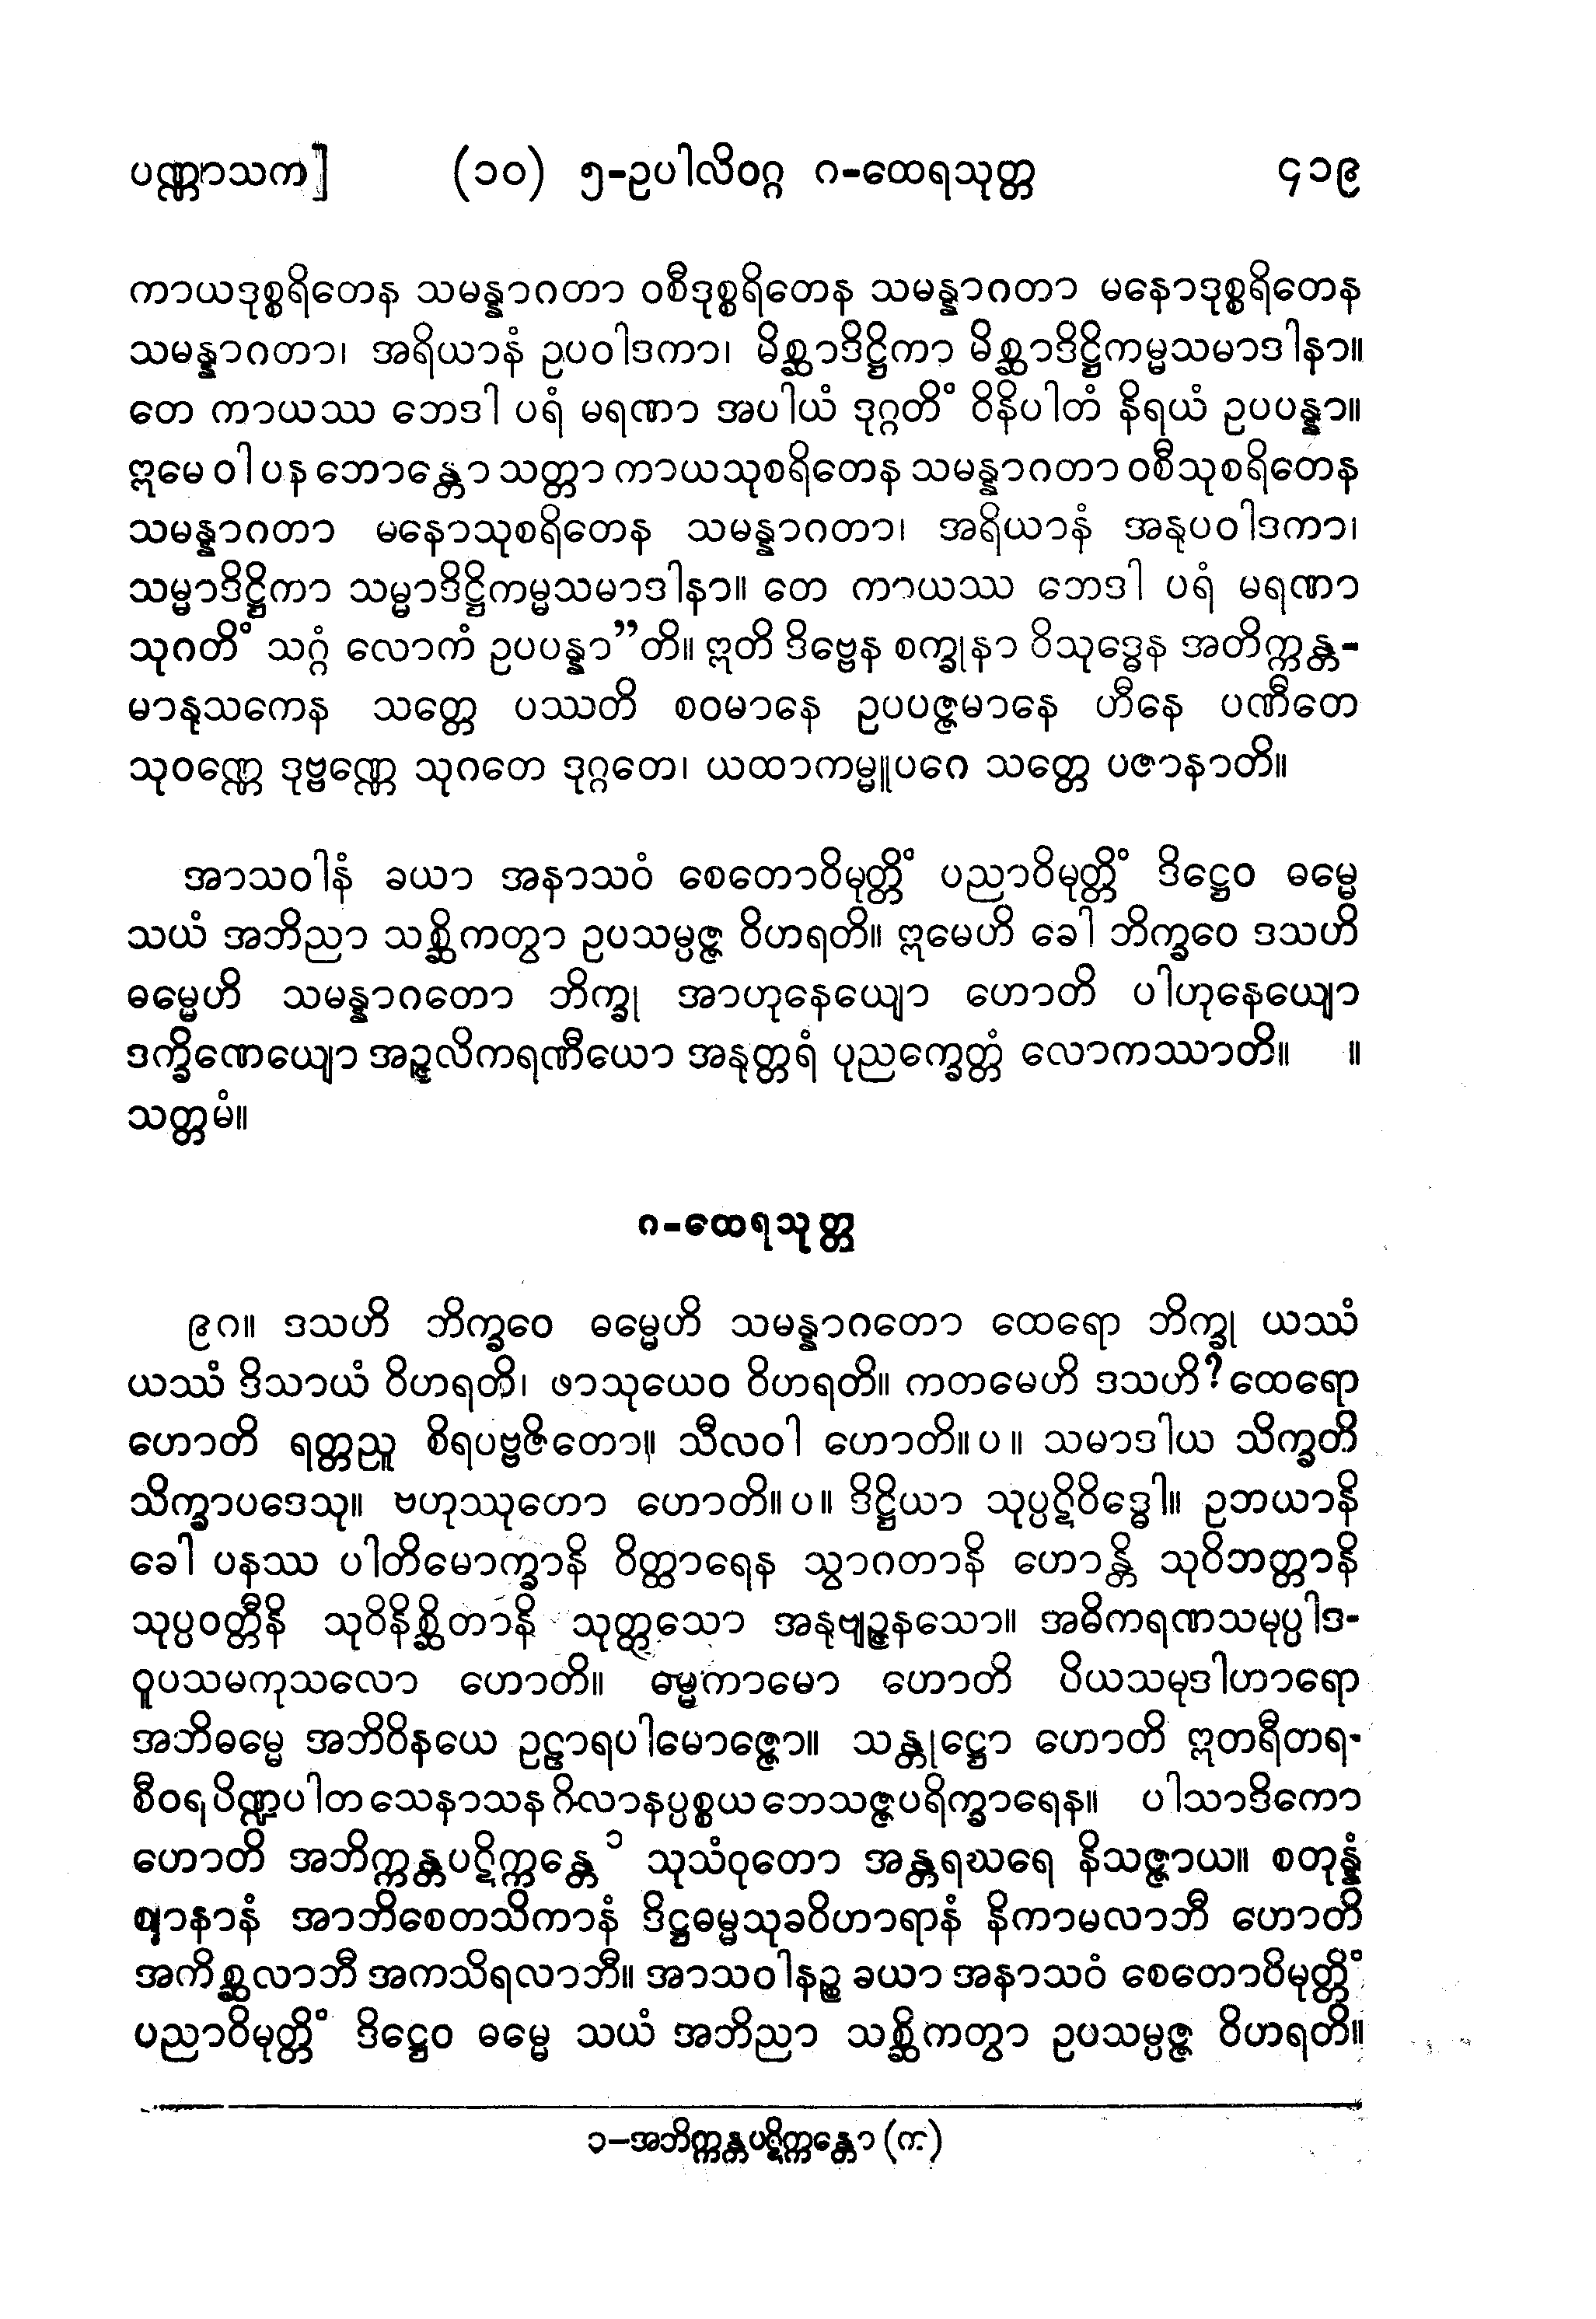 ပဏ္ဏာသက] (၁၀) ၅-ဥပါလိဝဂ္ဂ ဂ-ထေရသုတ္တ ၄၁၉
ကာယဒုစ္စရိတေန သမန္နာဂတာ ဝစီဒုစ္စရိတေန သမန္နာဂတာ မနောဒုစ္စရိတေန
သမန္နာဂတာ၊ အရိယာနံ ဥပဝါဒကာ၊ မိစ္ဆာဒိဋ္ဌိကာ မိစ္ဆာဒိဋ္ဌိကမ္မသမာဒါနာ။
တေ ကာယဿ ဘေဒါ ပရံ မရဏာ အပါယံ ဒုဂ္ဂတိံ ဝိနိပါတံ နိရယံ ဥပပန္နာ။
ဣမေ ဝါ ပန ဘောန္တော သတ္တာ ကာယသုစရိတေန သမန္နာဂတာ ဝစီသုစရိတေန
သမန္နာဂတာ မနောသုစရိတေန သမန္နာဂတာ၊ အရိယာနံ အနုပဝါဒကာ၊
သမ္မာဒိဋ္ဌိကာ သမ္မာဒိဋ္ဌိကမ္မသမာဒါနာ။ တေ ကာယဿ ဘေဒါ ပရံ မရဏာ
သုဂတိံ သဂ္ဂံ လောကံ ဥပပန္နာ”တိ။ ဣတိ ဒိဗ္ဗေန စက္ခုနာ ဝိသုဒ္ဓေန အတိက္ကန္တ-
မာနုသကေန သတ္တေ ပဿတိ စဝမာနေ ဥပပဇ္ဇမာနေ ဟီနေ ပဏီတေ
သုဝဏ္ဏေ ဒုဗ္ဗဏ္ဏေ သုဂတေ ဒုဂ္ဂတေ၊ ယထာကမ္မူပဂေ သတ္တေ ပဇာနာတိ။
အာသဝါနံ ခယာ အနာသဝံ စေတောဝိမုတ္တိံ ပညာဝိမုတ္တိံ ဒိဋ္ဌေဝ ဓမ္မေ
သယံ အဘိညာ သစ္ဆိကတွာ ဥပသမ္ပဇ္ဇ ဝိဟရတိ။ ဣမေဟိ ခေါ ဘိက္ခဝေ ဒသဟိ
ဓမ္မေဟိ သမန္နာဂတော ဘိက္ခု အာဟုနေယျော ဟောတိ ပါဟုနေယျော
ဒက္ခိဏေယျော အဉ္ဇလိကရဏီယော အနုတ္တရံ ပုညက္ခေတ္တံ လောကဿာတိ။ ။
သတ္တမံ။
ဂ-ထေရသုတ္တ
၉ဂ။ ဒသဟိ ဘိက္ခဝေ ဓမ္မေဟိ သမန္နာဂတော ထေရော ဘိက္ခု ယဿံ
ယဿံ ဒိသာယံ ဝိဟရတိ၊ ဖာသုယေဝ ဝိဟရတိ။ ကတမေဟိ ဒသဟိ? ထေရော
ဟောတိ ရတ္တညူ စိရပဗ္ဗဇိတော။ သီလဝါ ဟောတိ။ပ။ သမာဒါယ သိက္ခတိ
သိက္ခာပဒေသု။ ဗဟုဿုတော ဟောတိ။ပ။ ဒိဋ္ဌိယာ သုပ္ပဋိဝိဒ္ဓေါ။ ဥဘယာနိ
ခေါ ပနဿ ပါတိမောက္ခာနိ ဝိတ္ထာရေန သွာဂတာနိ ဟောန္တိ သုဝိဘတ္တာနိ
သုပ္ပဝတ္တီနိ သုဝိနိစ္ဆိတာနိ သုတ္တသော အနုဗျဉ္ဇနသော။ အဓိကရဏသမုပ္ပါဒ-
ဝူပသမကုသလော ဟောတိ။ ဓမ္မကာမော ဟောတိ ပိယသမုဒါဟာရော
အဘိဓမ္မေ အဘိဝိနယေ ဥဠာရပါမောဇ္ဇော။ သန္တုဋ္ဌော ဟောတိ ဣတရီတရ-
စီဝရပိဏ္ဍပါတသေနာသနဂိလာနပ္ပစ္စယဘေသဇ္ဇပရိက္ခာရေန။ ပါသာဒိကော
ဟောတိ အဘိက္ကန္တပဋိက္ကန္တေ ၁ သုသံဝုတော အန္တရဃရေ နိသဇ္ဇာယ။ စတုန္နံ
ဈာနာနံ အာဘိစေတသိကာနံ ဒိဋ္ဌဓမ္မသုခဝိဟာရာနံ နိကာမလာဘီ ဟောတိ
အကိစ္ဆလာဘီ အကသိရလာဘီ။ အာသဝါနဉ္စ ခယာ အနာသဝံ စေတောဝိမုတ္တိံ
ပညာဝိမုတ္တိံ ဒိဋ္ဌေဝ ဓမ္မေ သယံ အဘိညာ သစ္ဆိကတွာ ဥပသမ္ပဇ္ဇ ဝိဟရတိ။
၁–အဘိက္ကန္တပဋိက္ကန္တော (က)